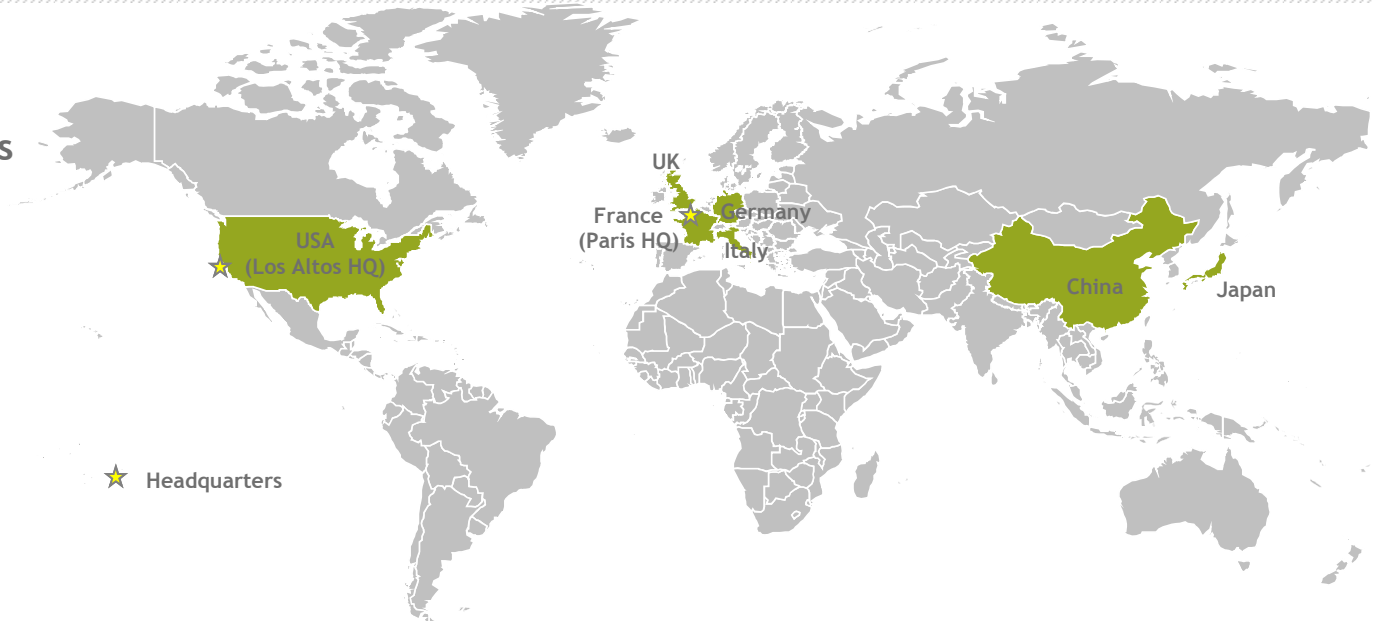 s
UK
France
(Paris HQ)
Germany
Italy
USA
(Los Altos HQ)
China
Japan
Headquarters